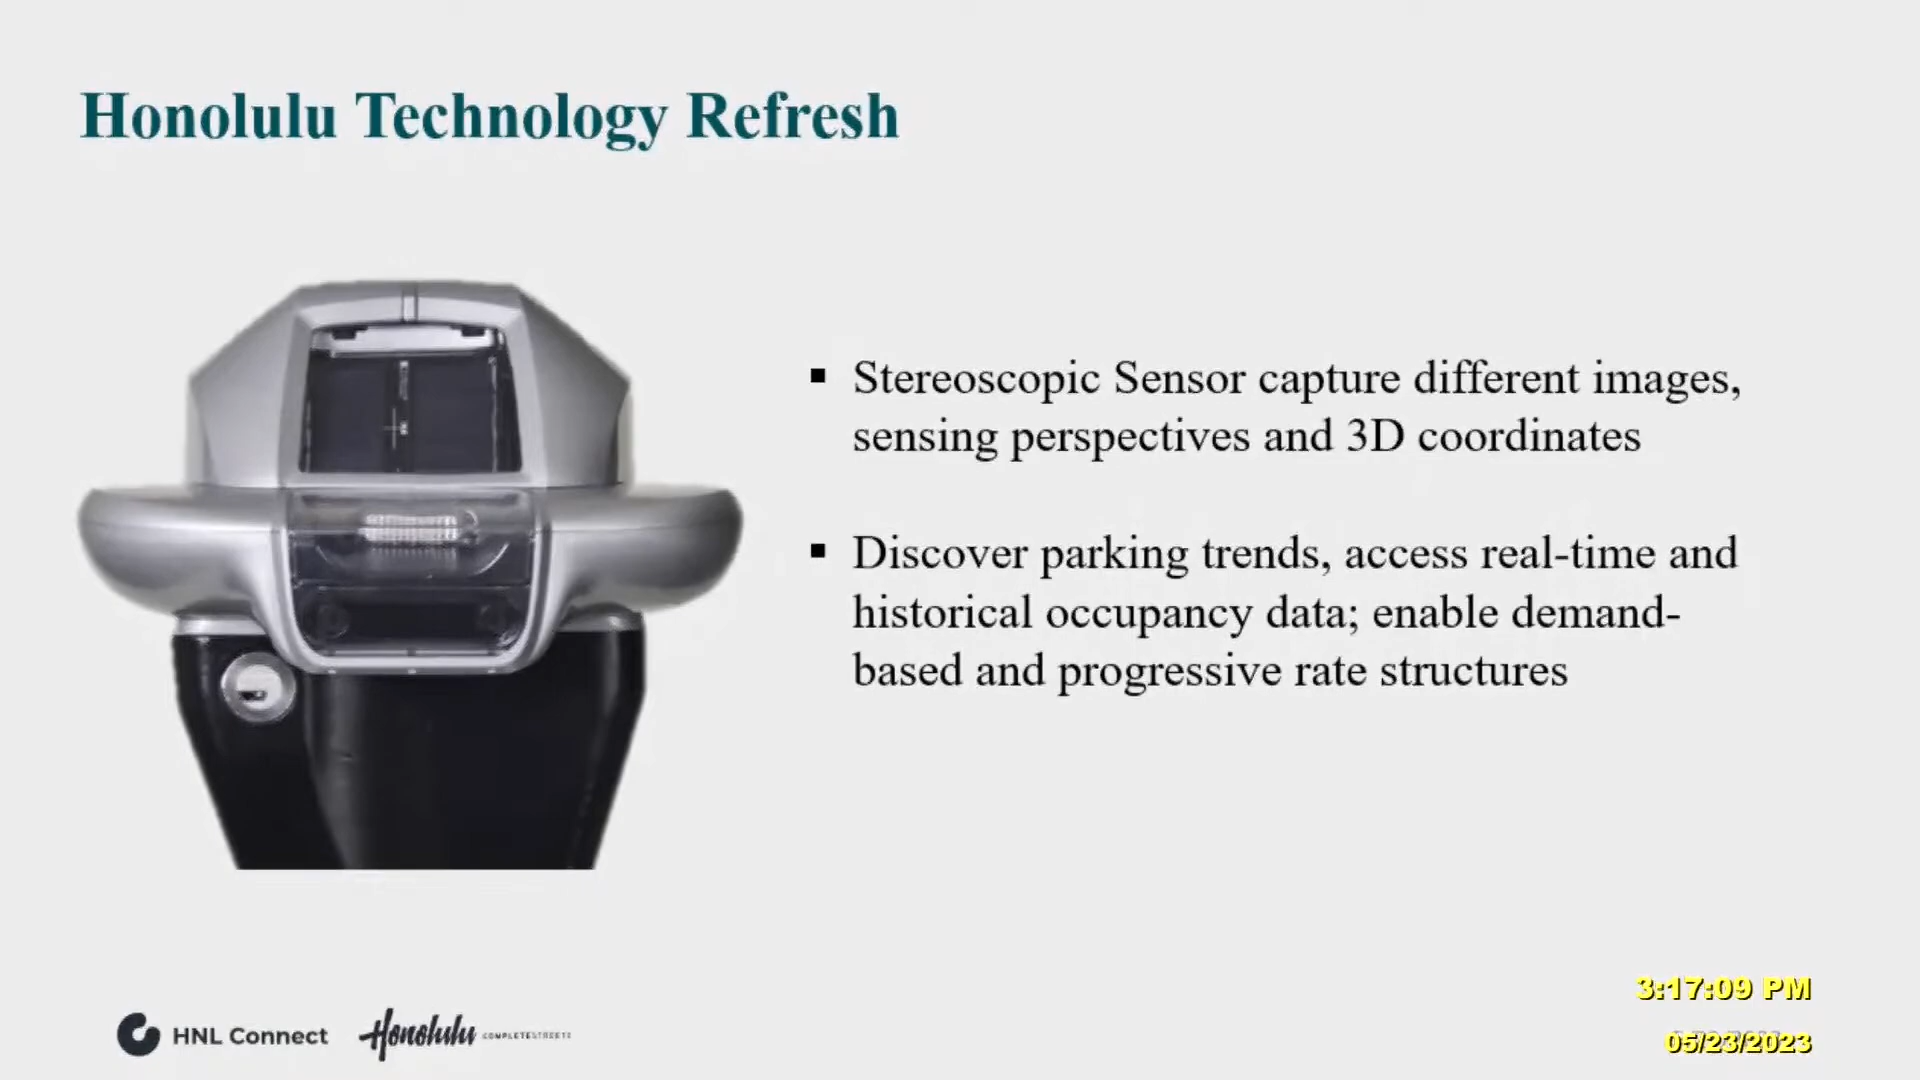 Honolulu Technology Refresh
▪ Stereoscopic Sensor capture different images,
sensing perspectives and 3D coordinates
▪ Discover parking trends, access real-time and
historical occupancy data; enable demand-
based and progressive rate structures
3:17:09 PM
HNL Connect
Honolulu COMPLETE STREETS
05/23/2023